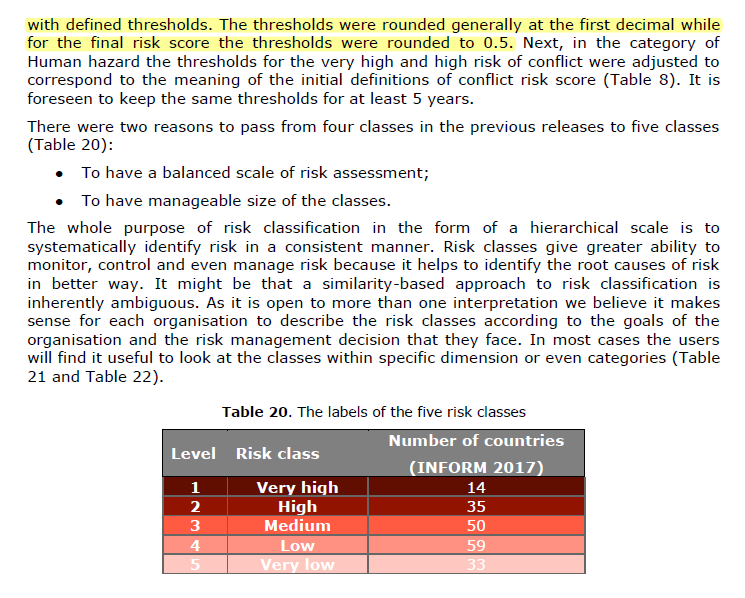 with defined thresholds. The thresholds were rounded generally at the first decimal while
for the final risk score the thresholds were rounded to 0.5. Next, in the category of
Human hazard the thresholds for the very high and high risk of conflict were adjusted to
correspond to the meaning of the initial definitions of conflict risk score (Table 8). It is
foreseen to keep the same thresholds for at least 5 years.
There were two reasons to pass from four classes in the previous releases to five classes
(Table 20):
• To have a balanced scale of risk assessment;
• To have manageable size of the classes.
The whole purpose of risk classification in the form of a hierarchical scale is to
systematically identify risk in a consistent manner. Risk classes give greater ability to
monitor, control and even manage risk because it helps to identify the root causes of risk
in better way. It might be that a similarity-based approach to risk classification is
inherently ambiguous. As it is open to more than one interpretation we believe it makes
sense for each organisation to describe the risk classes according to the goals of the
organisation and the risk management decision that they face. In most cases the users
will find it useful to look at the classes within specific dimension or even categories (Table
21 and Table 22).
Table 20. The labels of the five risk classes
Level Risk class Number of countries
(INFORM 2017)
1 Very high 14
2 High 35
3 Medium 50
4 Low 59
5 Very low 33